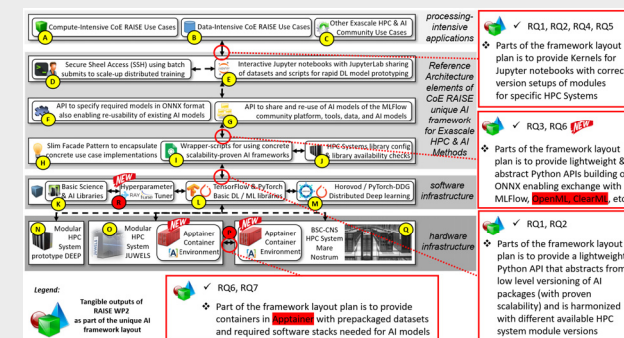 Compute-Intensive CoE RAISE Use Cases
A
Data-Intensive CoE RAISE Use Cases
B
Other Exascale HPC & AI
Community Use Cases
C
processing-
intensive
applications
Secure Sheel Access (SSH) using batch
submits to scale-up distributed training
D
Interactive Jupyter notebooks with JupyterLab sharing
of datasets and scripts for rapid DL model prototyping
E
API to specify required models in ONNX format
also enabling re-usability of existing AI models
F
API to share and re-use of AI models of the MLFlow
community platform, tools, data, and AI models
G
Slim Facade Pattern to encapsulate
concrete use case implementations
H
Wrapper-scripts for using concrete
scalability-proven AI frameworks
I
HPC Systems library config
& library availability checks
J
Reference
Architecture
elements of
CoE RAISE
unique AI
framework
for Exascale
HPC & AI
Methods
Basic Science
& AI Libraries
K
NEW
Hyperparameter
RAY Tuner
R
TensorFlow & PyTorch
Basic DL / ML libraries
L
Horovod / PyTorch-DDG
Distributed Deep learning
M
software
infrastructure
N
Modular
HPC
System
prototype DEEP
O
Modular
HPC
System
JUWELS
NEW
Apptainer
Container
Environment
P
NEW
Apptainer
Container
Environment
BSC-CNS
HPC System
Mare
Nostrum
Q
hardware
infrastructure
Legend:
Tangible outputs of
RAISE WP2
as part of the unique AI
framework layout
✓ RQ6, RQ7
❖ Part of the framework layout plan is to provide
containers in Apptainer with prepackaged datasets
and required software stacks needed for AI models
✓ RQ1, RQ2, RQ4, RQ5
❖ Parts of the framework layout
plan is to provide Kernels for
Jupyter notebooks with correct
version setups of modules
for specific HPC Systems
✓ RQ3, RQ6 NEW
❖ Parts of the framework layout
plan is to provide lightweight &
abstract Python APIs building on
ONNX enabling exchange with
MLFlow, OpenML, ClearML, etc
✓ RQ1, RQ2
❖ Parts of the framework layout
plan is to provide a lightweight
Python API that abstracts from
low level versioning of AI
packages (with proven
scalability) and is harmonized
with different available HPC
system module versions